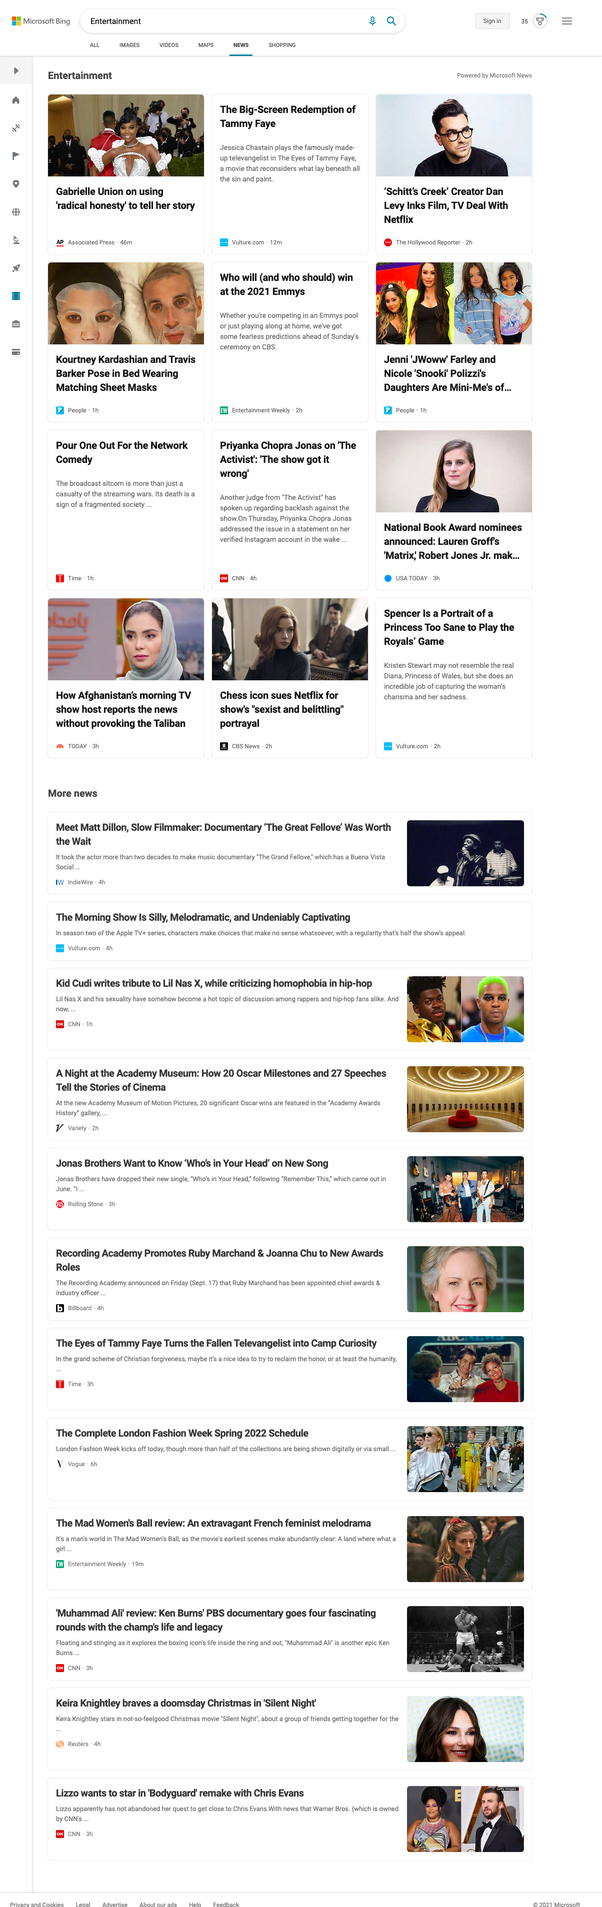 Microsoft Bing
Entertainment
Sign in
35
ALL
IMAGES
VIDEOS
MAPS
NEWS
SHOPPING
Entertainment
Powered by Microsoft News
Gabrielle Union on using
'radical honesty' to tell her story
AP Associated Press · 46m
The Big-Screen Redemption of
Tammy Faye
Jessica Chastain plays the famously made-
up televangelist in The Eyes of Tammy Faye,
a movie that reconsiders what lay beneath all
the sin and paint.
Vulture.com · 12m
'Schitt's Creek' Creator Dan
Levy Inks Film, TV Deal With
Netflix
The Hollywood Reporter · 2h
Kourtney Kardashian and Travis
Barker Pose in Bed Wearing
Matching Sheet Masks
People · 1h
Who will (and who should) win
at the 2021 Emmys
Whether you're competing in an Emmys pool
or just playing along at home, we've got
some fearless predictions ahead of Sunday's
ceremony on CBS.
Entertainment Weekly · 2h
Jenni 'JWoww' Farley and
Nicole 'Snooki' Polizzi's
Daughters Are Mini-Me's of...
People · 1h
Pour One Out For the Network
Comedy
The broadcast sitcom is more than just a
casualty of the streaming wars. Its death is a
sign of a fragmented society ...
Time · 1h
Priyanka Chopra Jonas on 'The
Activist': 'The show got it
wrong'
Another judge from "The Activist" has
spoken up regarding backlash against the
show.On Thursday, Priyanka Chopra Jonas
addressed the issue in a statement on her
verified Instagram account in the wake ...
CNN · 4h
National Book Award nominees
announced: Lauren Groff's
'Matrix,' Robert Jones Jr. mak...
USA TODAY · 3h
How Afghanistan's morning TV
show host reports the news
without provoking the Taliban
TODAY · 3h
Chess icon sues Netflix for
show's "sexist and belittling"
portrayal
CBS News · 2h
Spencer Is a Portrait of a
Princess Too Sane to Play the
Royals' Game
Kristen Stewart may not resemble the real
Diana, Princess of Wales, but she does an
incredible job of capturing the woman's
charisma and her sadness.
Vulture.com · 2h
More news
Meet Matt Dillon, Slow Filmmaker: Documentary 'The Great Fellove' Was Worth
the Wait
It took the actor more than two decades to make music documentary "The Grand Fellove," which has a Buena Vista
Social ...
IW IndieWire · 4h
The Morning Show Is Silly, Melodramatic, and Undeniably Captivating
In season two of the Apple TV+ series, characters make choices that make no sense whatsoever, with a regularity that's half the show's appeal.
Vulture.com · 4h
Kid Cudi writes tribute to Lil Nas X, while criticizing homophobia in hip-hop
Lil Nas X and his sexuality have somehow become a hot topic of discussion among rappers and hip-hop fans alike. And
now, ...
CNN · 1h
A Night at the Academy Museum: How 20 Oscar Milestones and 27 Speeches
Tell the Stories of Cinema
At the new Academy Museum of Motion Pictures, 20 significant Oscar wins are featured in the "Academy Awards
History" gallery, ...
Variety · 2h
Jonas Brothers Want to Know 'Who's in Your Head' on New Song
Jonas Brothers have dropped their new single, "Who's in Your Head," following "Remember This," which came out in
June. "I ...
Rolling Stone · 3h
Recording Academy Promotes Ruby Marchand & Joanna Chu to New Awards
Roles
The Recording Academy announced on Friday (Sept. 17) that Ruby Marchand has been appointed chief awards &
industry officer ...
Billboard · 4h
The Eyes of Tammy Faye Turns the Fallen Televangelist into Camp Curiosity
In the grand scheme of Christian forgiveness, maybe it's a nice idea to try to reclaim the honor, or at least the humanity,
...
Time · 3h
ABC NEWS
The Complete London Fashion Week Spring 2022 Schedule
London Fashion Week kicks off today, though more than half of the collections are being shown digitally or via small ...
Vogue · 6h
The Mad Women's Ball review: An extravagant French feminist melodrama
It's a man's world in The Mad Women's Ball, as the movie's earliest scenes make abundantly clear: A land where what a
girl ...
Entertainment Weekly · 19m
'Muhammad Ali' review: Ken Burns' PBS documentary goes four fascinating
rounds with the champ's life and legacy
Floating and stinging as it explores the boxing icon's life inside the ring and out, "Muhammad Ali" is another epic Ken
Burns ...
CNN · 3h
Keira Knightley braves a doomsday Christmas in 'Silent Night'
Keira Knightley stars in not-so-feelgood Christmas movie "Silent Night", about a group of friends getting together for the
...
Reuters · 4h
Lizzo wants to star in 'Bodyguard' remake with Chris Evans
Lizzo apparently has not abandoned her quest to get close to Chris Evans.With news that Warner Bros. (which is owned
by CNN's ...
CNN · 3h
Privacy and Cookies
Legal
Advertise
About our ads
Help
Feedback
© 2021 Microsoft